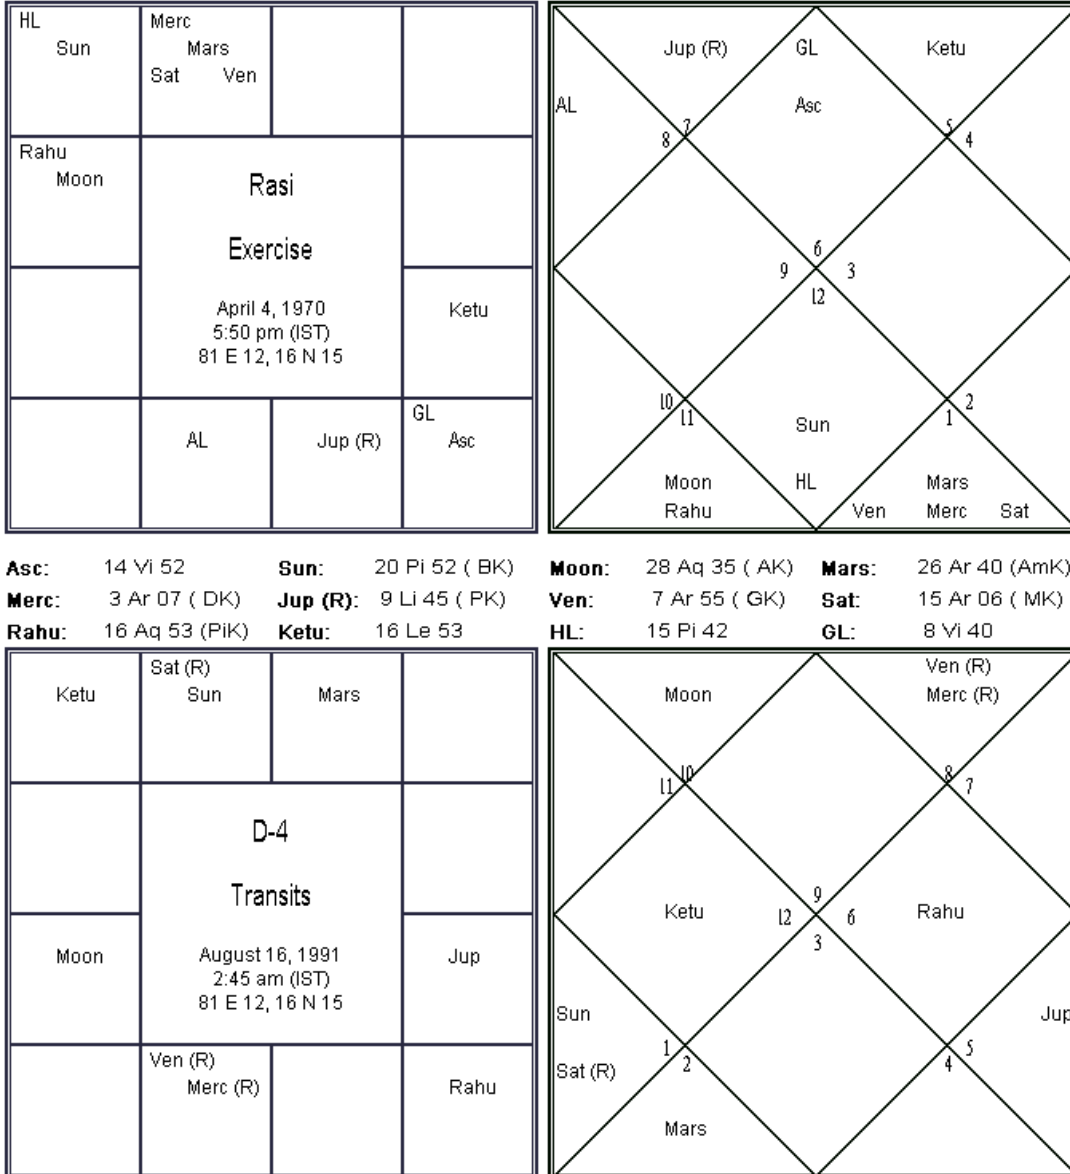 HL
Sun
Merc
Mars
Sat Ven
Rahu
Moon
Rasi
Exercise
April 4, 1970
5:50 pm (IST)
81 E 12, 16 N 15
Ketu
AL
Jup (R)
GL
Asc
Jup (R)
GL
Ketu
AL
Asc
7
8
5
4
6
9
3
12
10
11
2
1
Sun
HL
Moon
Rahu
Mars
Ven Merc Sat
Asc: 14 Vi 52 Sun: 20 Pi 52 ( BK) Moon: 28 Aq 35 ( AK) Mars: 26 Ar 40 (AmK)
Merc: 3 Ar 07 ( DK) Jup (R): 9 Li 45 ( PK) Ven: 7 Ar 55 ( GK) Sat: 15 Ar 06 ( MK)
Rahu: 16 Aq 53 (PiK) Ketu: 16 Le 53 HL: 15 Pi 42 GL: 8 Vi 40
Ketu
Sat (R)
Sun
Mars
D-4
Transits
August 16, 1991
2:45 am (IST)
81 E 12, 16 N 15
Moon
Jup
Ven (R)
Merc (R)
Rahu
Moon
Ven (R)
Merc (R)
10
11
8
7
9
Ketu
12
6
Rahu
3
Sun
Jup
1
5
2
4
Sat (R)
Mars